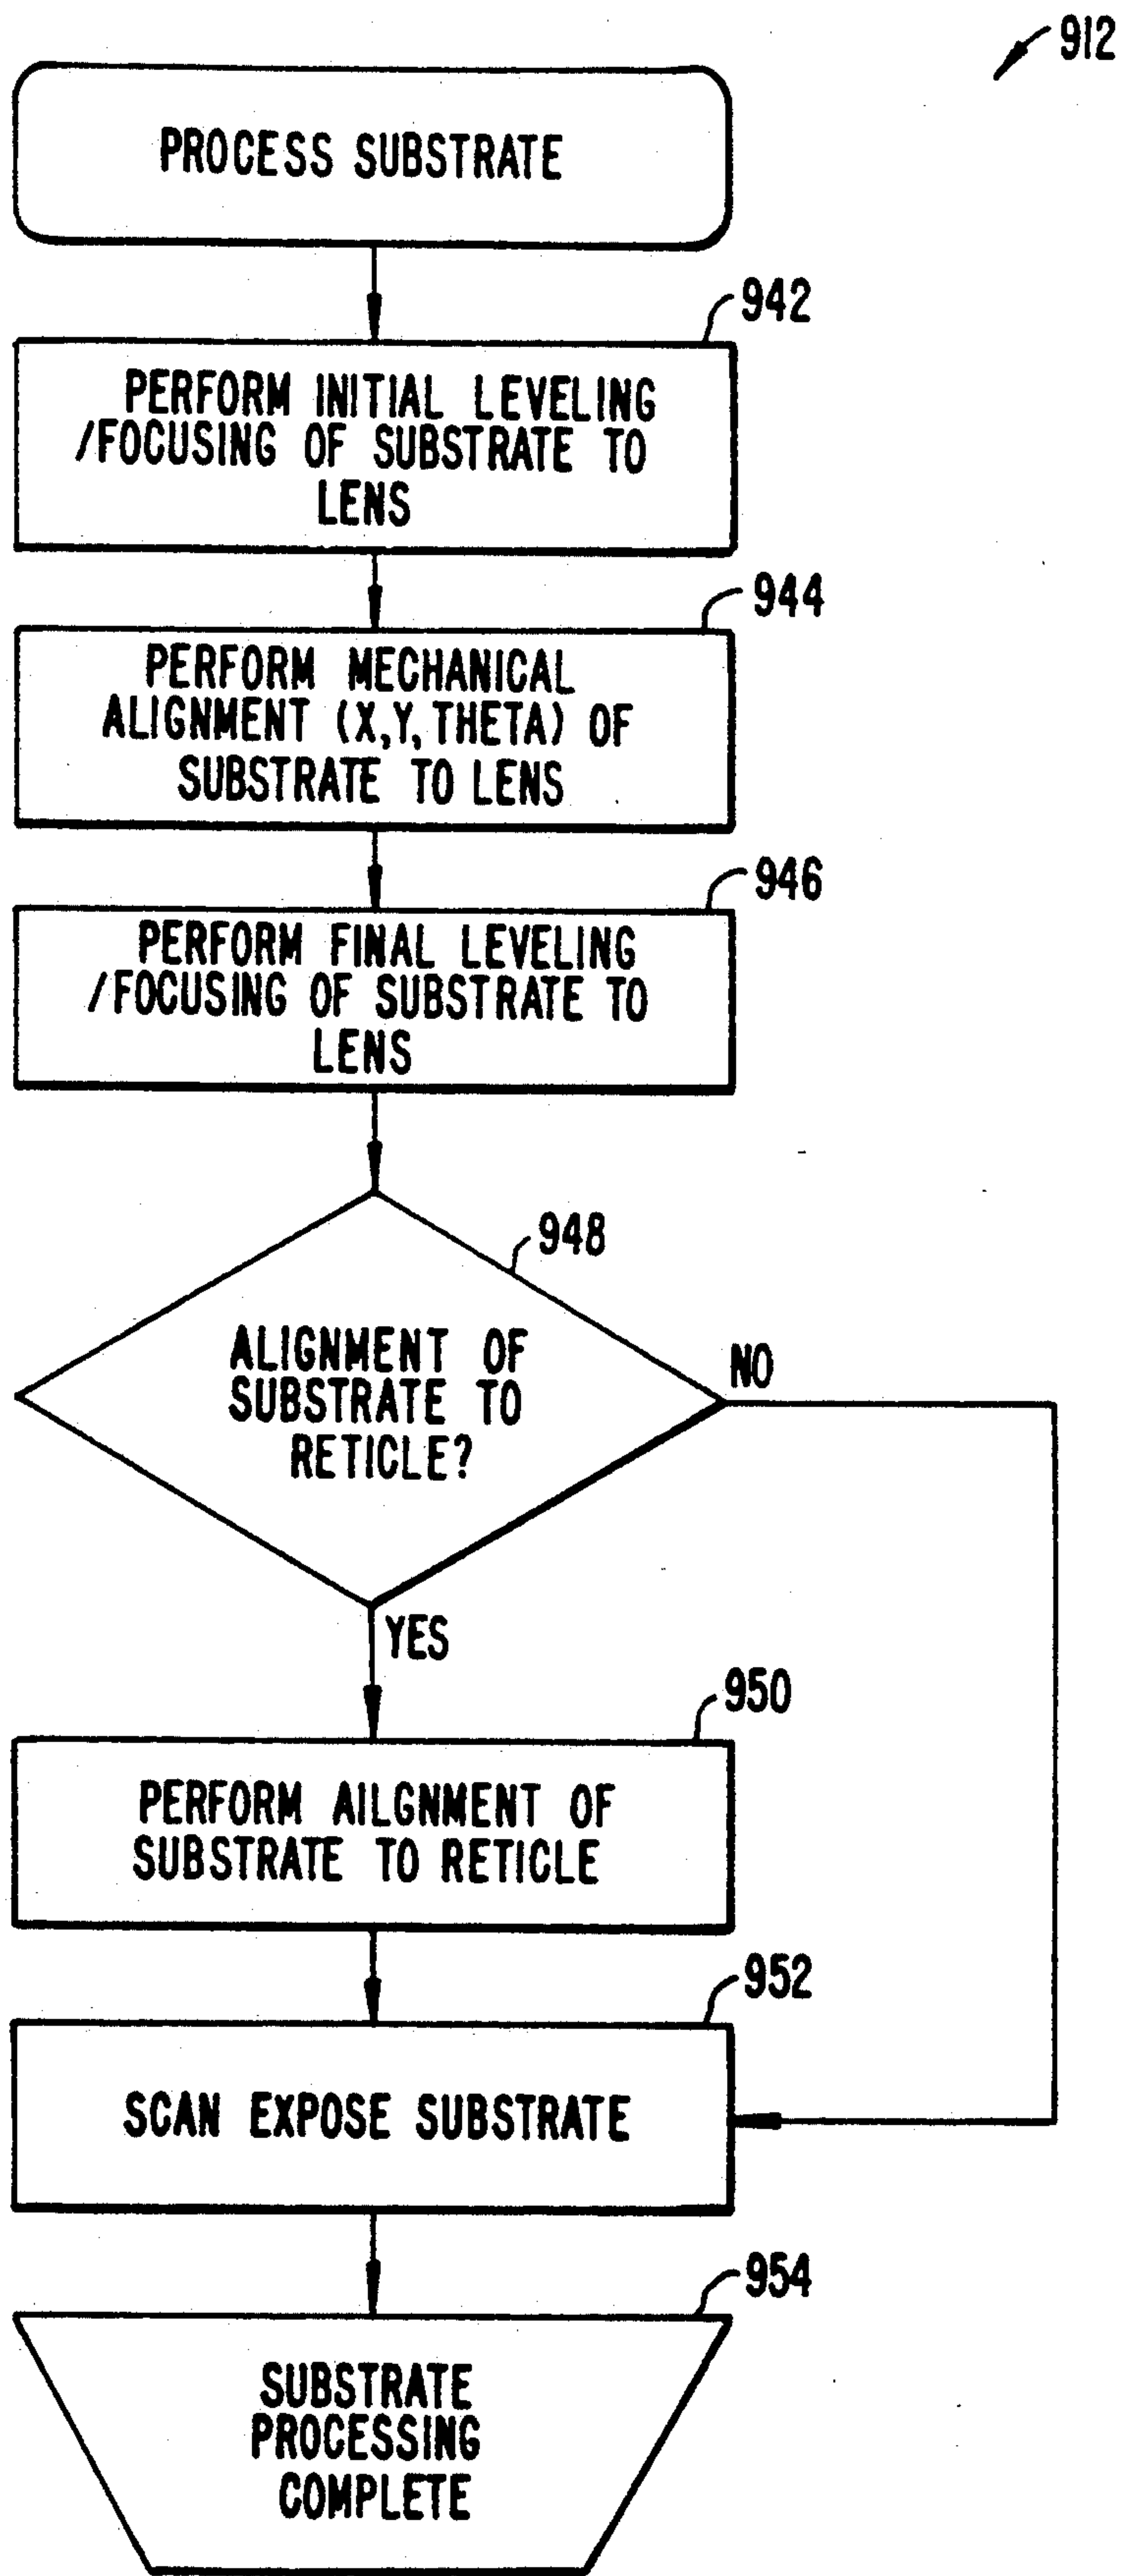 912
PROCESS SUBSTRATE
942
PERFORM INITIAL LEVELING
/FOCUSING OF SUBSTRATE TO
LENS
944
PERFORM MECHANICAL
ALIGNMENT (X,Y,THETA) OF
SUBSTRATE TO LENS
946
PERFORM FINAL LEVELING
/FOCUSING OF SUBSTRATE TO
LENS
948
ALIGNMENT OF
SUBSTRATE TO
RETICLE?
NO
YES
950
PERFORM AILGNMENT OF
SUBSTRATE TO RETICLE
952
SCAN EXPOSE SUBSTRATE
954
SUBSTRATE
PROCESSING
COMPLETE